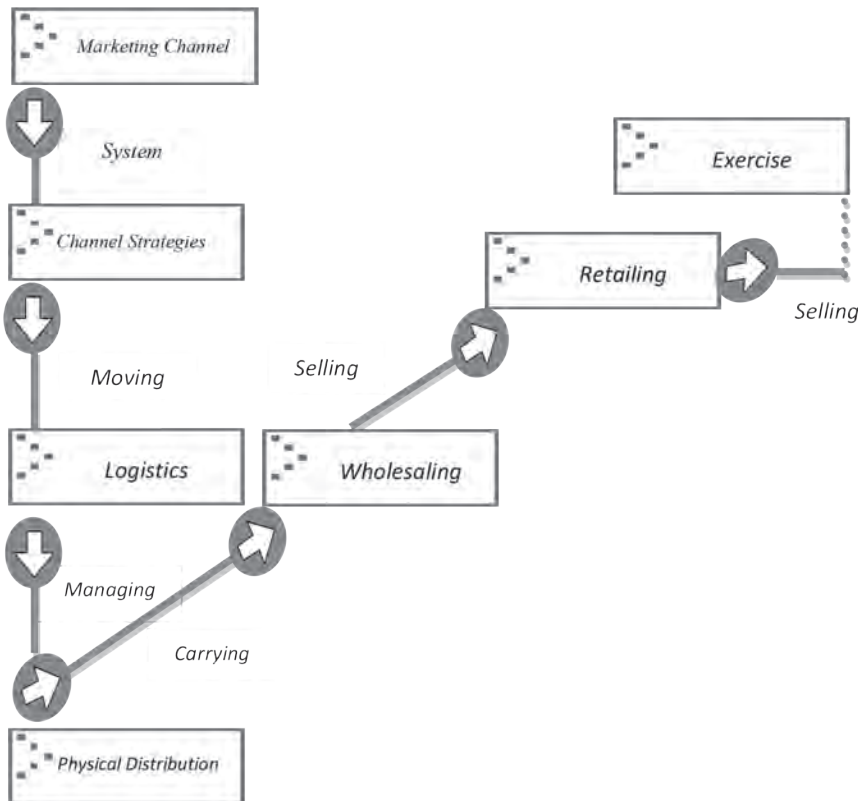 Marketing Channel
System
Channel Strategies
Moving
Logistics
Managing
Carrying
Physical Distribution
Wholesaling
Selling
Retailing
Selling
Exercise